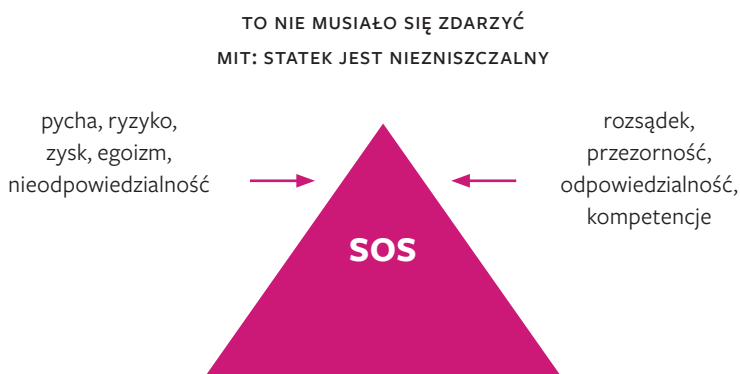 TO NIE MUSIAŁO SIĘ ZDARZYĆ
MIT: STATEK JEST NIEZNISZCZALNY
pycha, ryzyko,
zysk, egoizm,
nieodpowiedzialność
rozsądek,
przezorność,
odpowiedzialność,
kompetencje
SOS